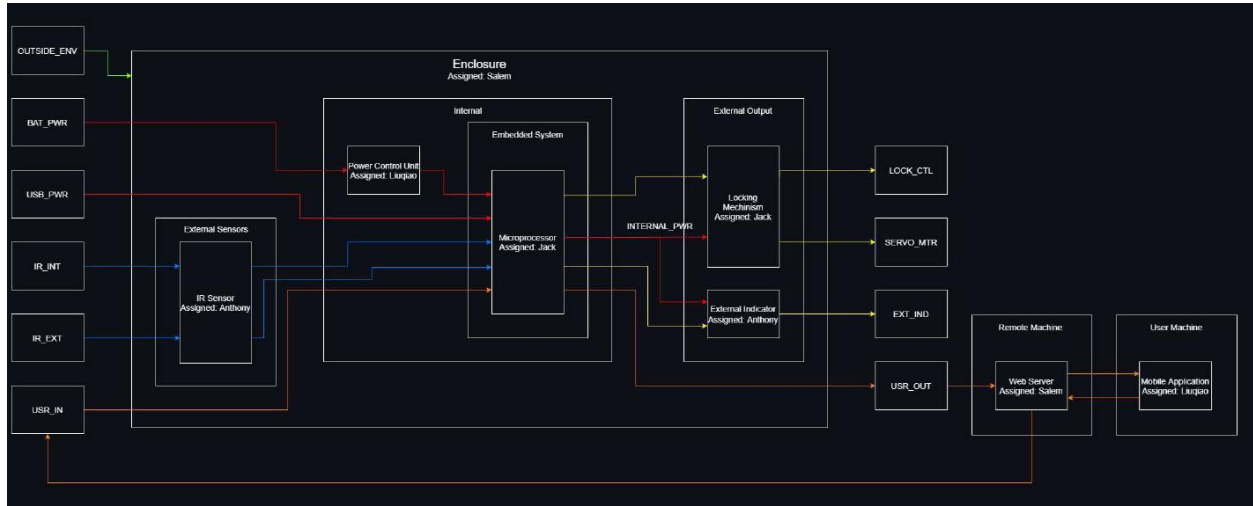 OUTSIDE_ENV
Enclosure
Assigned: Salem
BAT_PWR
Internal
External Output
Embedded System
Power Control Unit
Assigned: Liuqiao
LOCK_CTL
USB_PWR
Locking
Mechinism
Assigned: Jack
External Sensors
INTERNAL_PWR
Microprocessor
Assigned: Jack
SERVO_MTR
IR_INT
IR Sensor
Assigned: Anthony
External Indicator
Assigned: Anthony
EXT_IND
IR_EXT
Remote Machine
User Machine
USR_OUT
Web Server
Assigned: Salem
Mobile Application
Assigned: Liuqiao
USR_IN